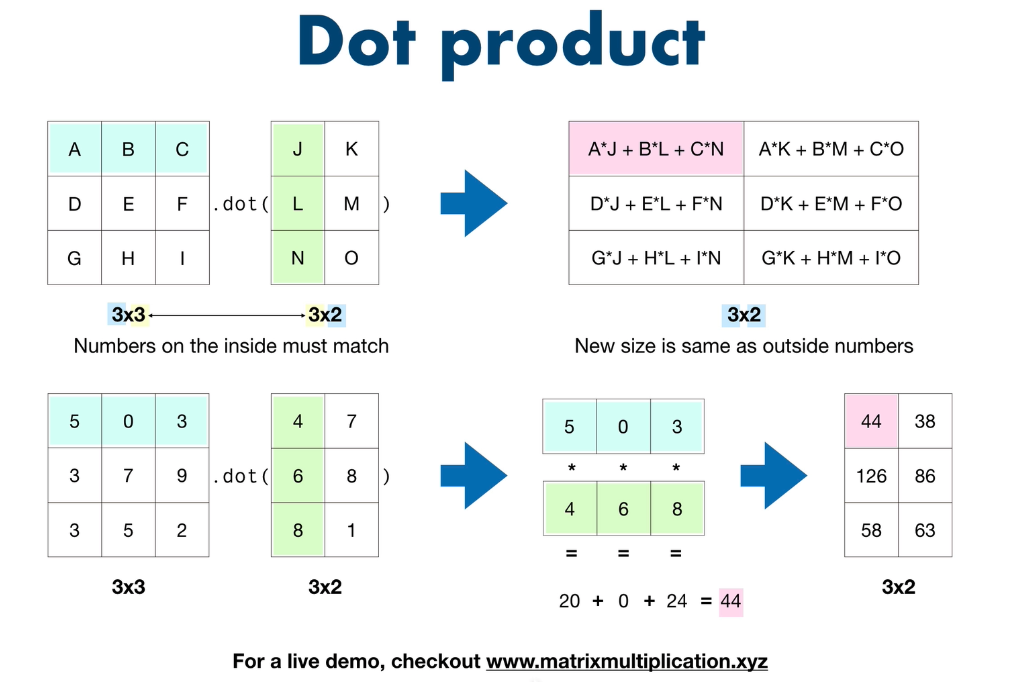 Dot product
A B C
D E F
G H I
.dot(
J K
L M
N O
)
A*J + B*L + C*N A*K + B*M + C*O
D*J + E*L + F*N D*K + E*M + F*O
G*J + H*L + I*N G*K + H*M + I*O
3x3 3x2
Numbers on the inside must match
3x2
New size is same as outside numbers
5 0 3
3 7 9
3 5 2
.dot(
4 7
6 8
8 1
)
3x3
3x2
5 0 3
* * *
4 6 8
= = =
20 + 0 + 24 = 44
44 38
126 86
58 63
3x2
For a live demo, checkout www.matrixmultiplication.xyz